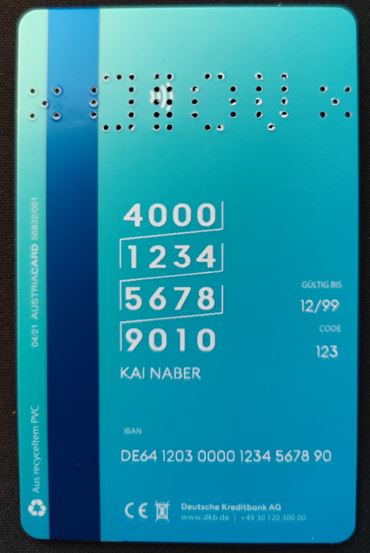 VOID
4000
1234
5678
9010
GÜLTIG BIS
12/99
CODE
123
KAI NABER
IBAN
DE64 1203 0000 1234 5678 90
CE
Deutsche Kreditbank AG
www.dkb.de | +49 30 120 300 00
Aus recyceltem PVC
04/21 AUSTRIACARD 56832/001